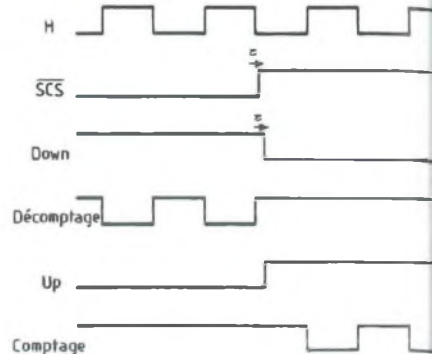 H
ε
SCS
ε
Down
Décomptage
Up
Comptage